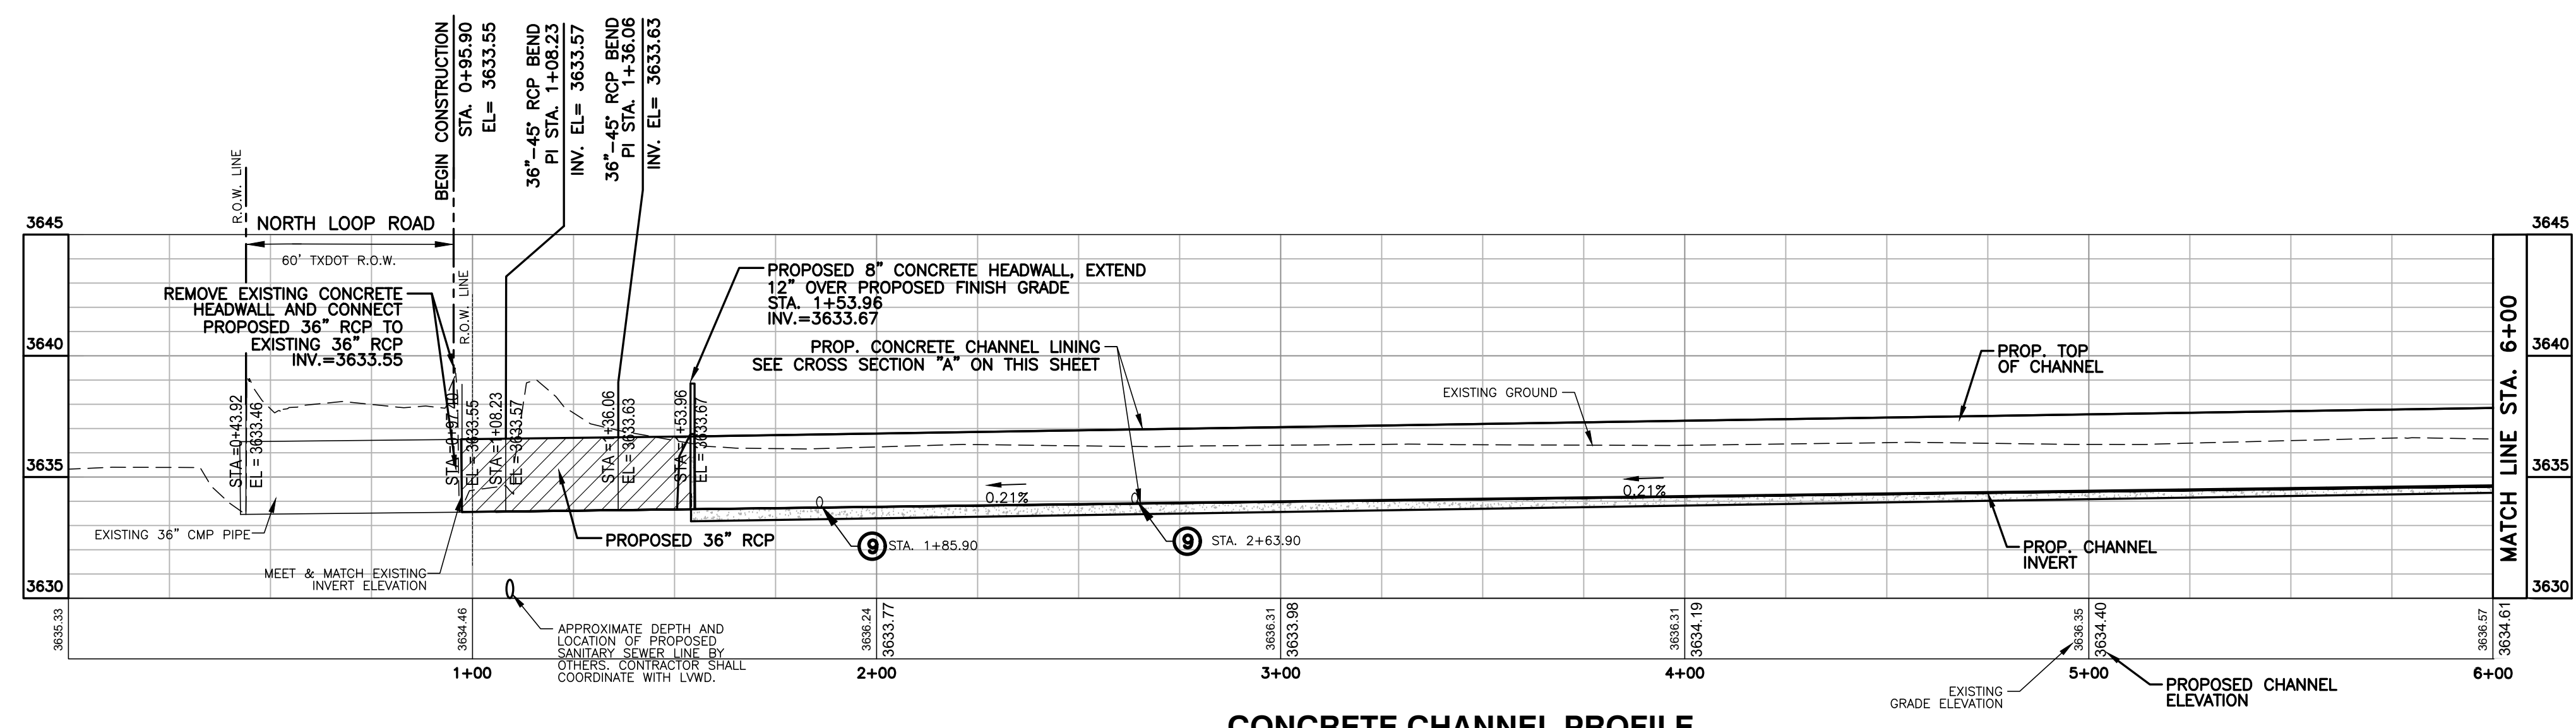 BEGIN CONSTRUCTION
STA. 0+95.90
EL= 3633.55
36"-45° RCP BEND
PI STA. 1+08.23
INV. EL= 3633.57
36"-45° RCP BEND
PI STA. 1+36.06
INV. EL= 3633.63
R.O.W. LINE
NORTH LOOP ROAD
60' TXDOT R.O.W.
R.O.W. LINE
3645
3645
REMOVE EXISTING CONCRETE
HEADWALL AND CONNECT
PROPOSED 36" RCP TO
EXISTING 36" RCP
INV.=3633.55
PROPOSED 8" CONCRETE HEADWALL, EXTEND
12" OVER PROPOSED FINISH GRADE
STA. 1+53.96
INV.=3633.67
PROP. CONCRETE CHANNEL LINING
SEE CROSS SECTION "A" ON THIS SHEET
PROP. TOP
OF CHANNEL
3640
3640
EXISTING GROUND
MATCH LINE STA. 6+00
STA =0+43.92
EL = 3633.46
STA =0+97.40
EL =3633.55
STA =1+08.23
EL =3633.57
STA =1+36.06
EL =3633.63
STA =1+53.96
EL =3633.67
3635
3635
0.21%
0.21%
EXISTING 36" CMP PIPE
PROPOSED 36" RCP
9 STA. 1+85.90
9 STA. 2+63.90
PROP. CHANNEL
INVERT
MEET & MATCH EXISTING
INVERT ELEVATION
3630
3630
APPROXIMATE DEPTH AND
LOCATION OF PROPOSED
SANITARY SEWER LINE BY
OTHERS. CONTRACTOR SHALL
COORDINATE WITH LVWD.
3635.33
3634.46
3636.24
3633.77
3636.31
3633.98
3636.31
3634.19
3636.35
3634.40
3636.57
3634.61
1+00
2+00
3+00
4+00
5+00
6+00
EXISTING
GRADE ELEVATION
PROPOSED CHANNEL
ELEVATION
CONCRETE CHANNEL PROFILE